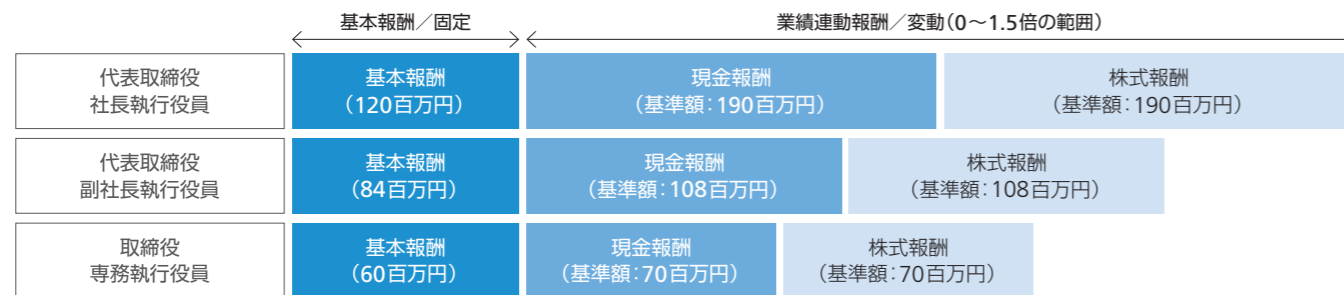 基本報酬／固定
業績連動報酬／変動（0～1.5倍の範囲）
代表取締役
社長執行役員
基本報酬
（120百万円）
現金報酬
（基準額：190百万円）
株式報酬
（基準額：190百万円）
代表取締役
副社長執行役員
基本報酬
（84百万円）
現金報酬
（基準額：108百万円）
株式報酬
（基準額：108百万円）
取締役
専務執行役員
基本報酬
（60百万円）
現金報酬
（基準額：70百万円）
株式報酬
（基準額：70百万円）